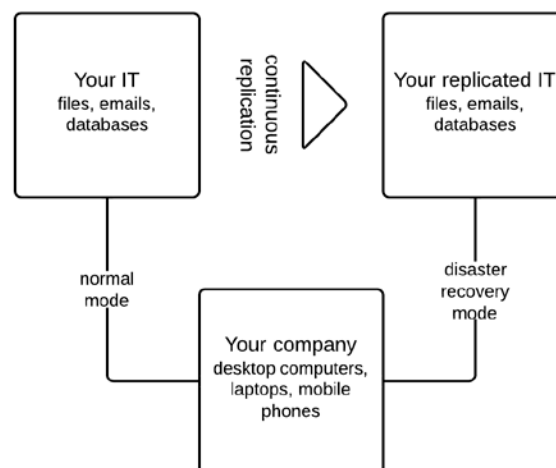 Your IT
files, emails,
databases
continuous
replication
Your replicated IT
files, emails,
databases
normal
mode
disaster
recovery
mode
Your company
desktop computers,
laptops, mobile
phones